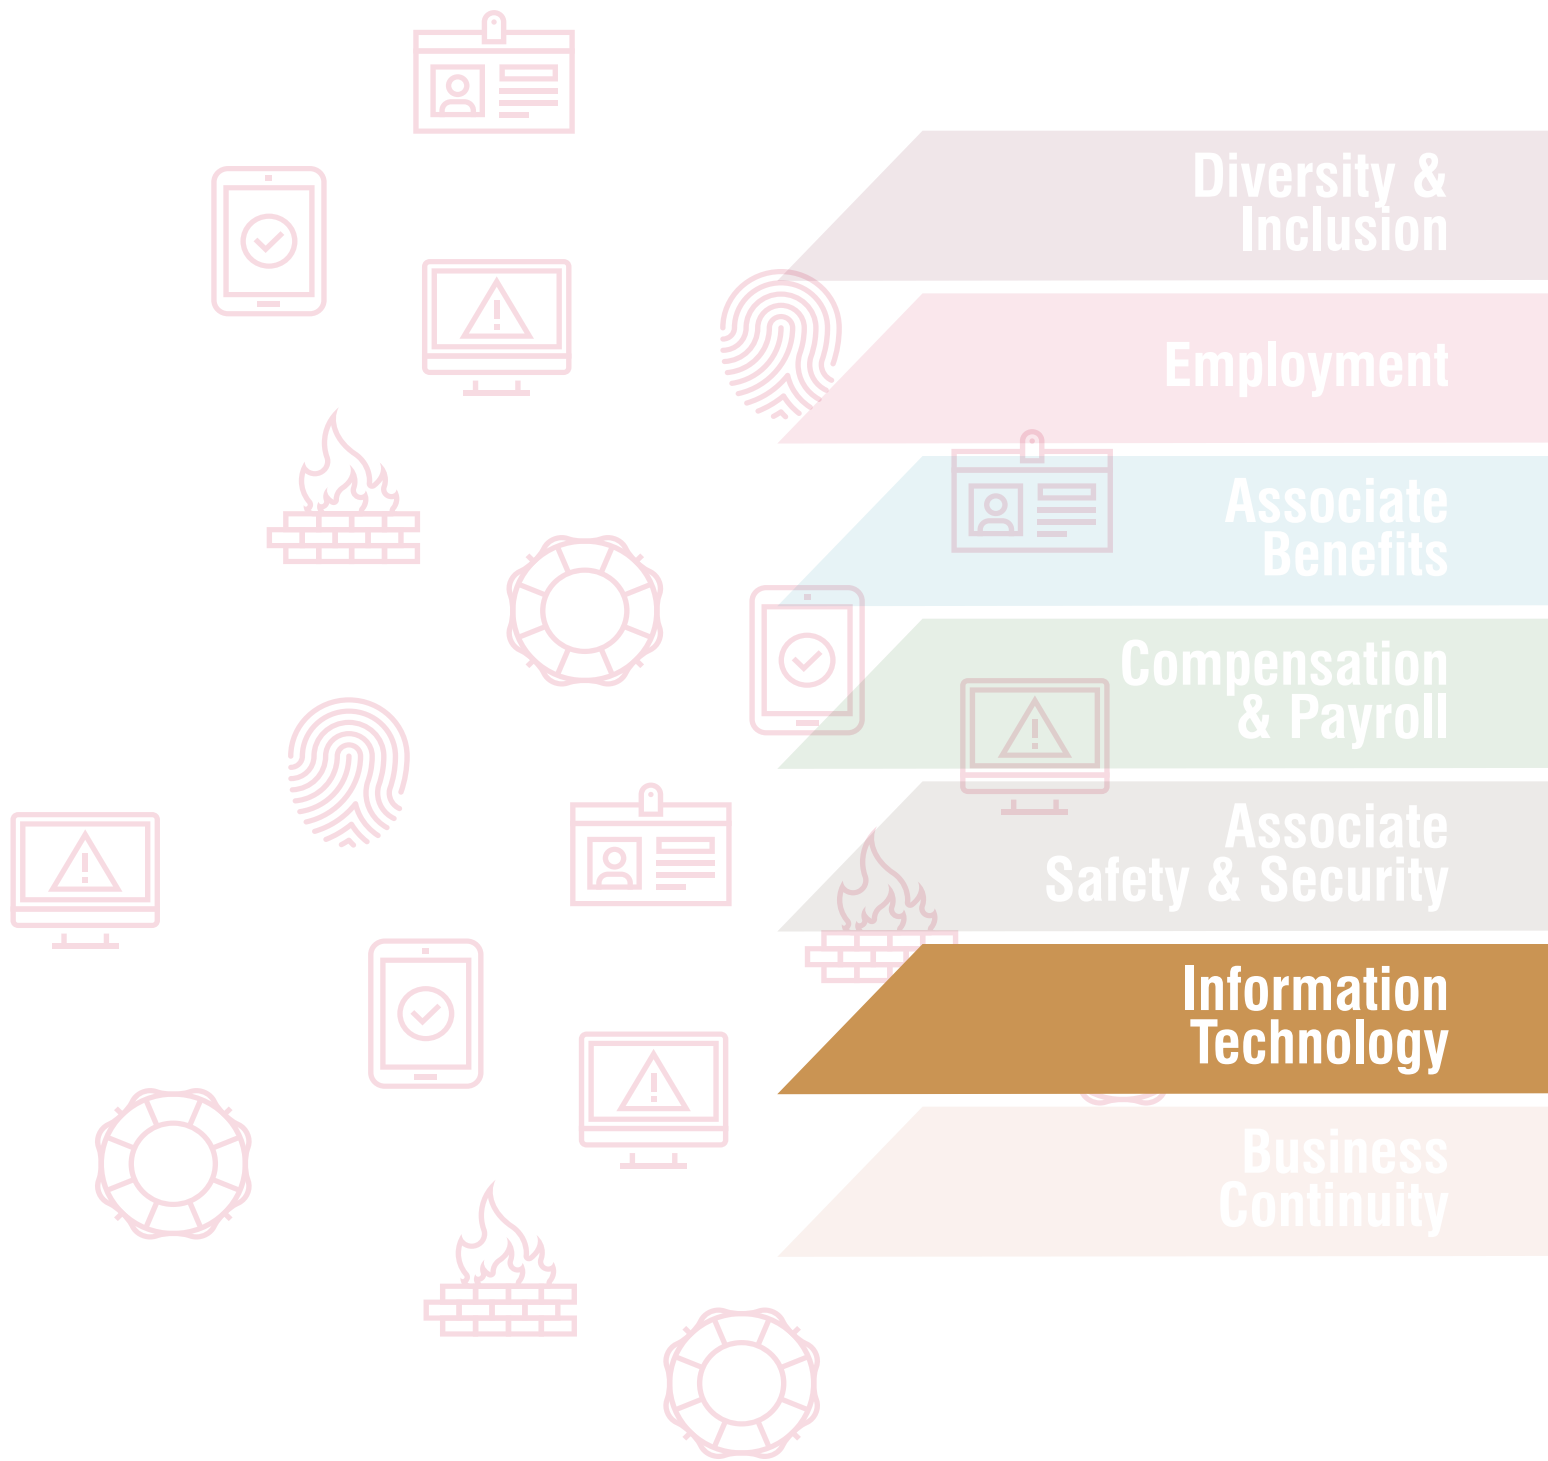 Diversity &
Inclusion
Employment
Associate
Benefits
Compensation
& Payroll
Associate
Safety & Security
Information
Technology
Business
Continuity